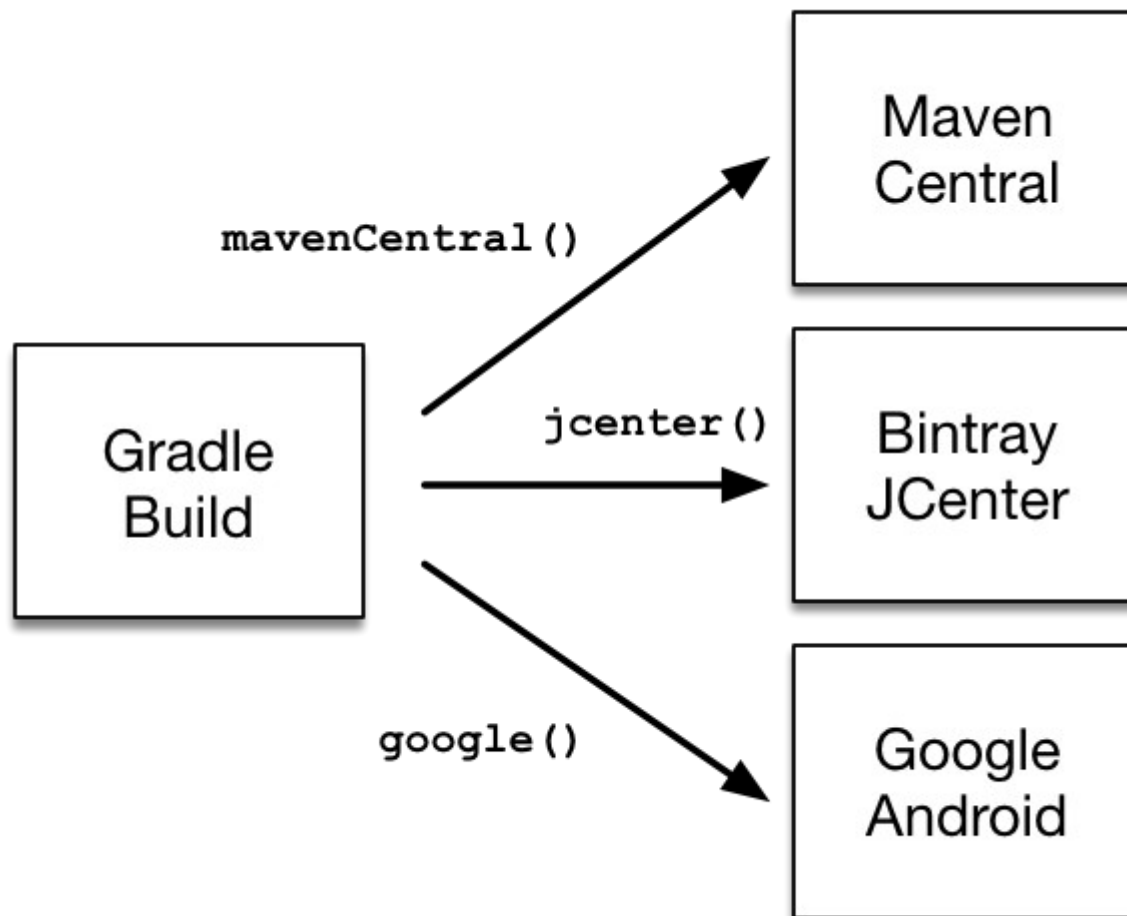 Maven
Central
mavenCentral()
jcenter()
Gradle
Build
Bintray
JCenter
google()
Google
Android